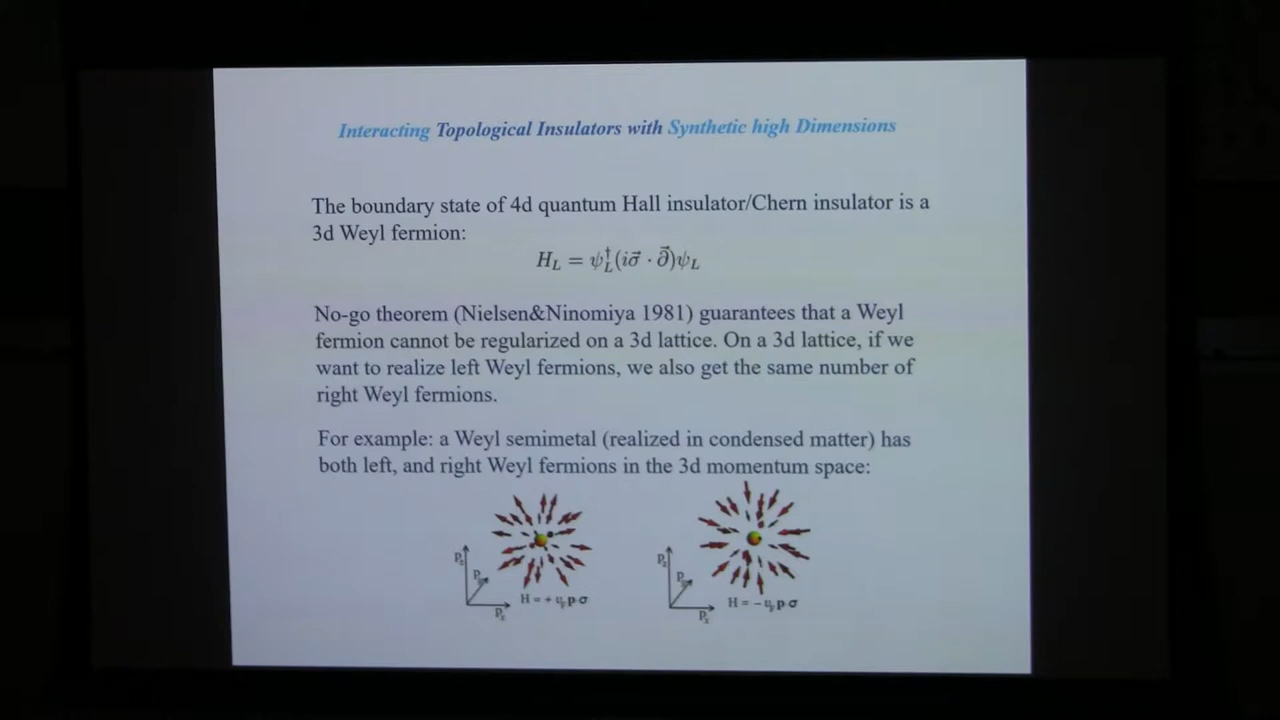 Interacting Topological Insulators with Synthetic high Dimensions
The boundary state of 4d quantum Hall insulator/Chern insulator is a
3d Weyl fermion:
H_L = ψ_L^†(iσ⃗ · ∂⃗)ψ_L
No-go theorem (Nielsen&Ninomiya 1981) guarantees that a Weyl
fermion cannot be regularized on a 3d lattice. On a 3d lattice, if we
want to realize left Weyl fermions, we also get the same number of
right Weyl fermions.
For example: a Weyl semimetal (realized in condensed matter) has
both left, and right Weyl fermions in the 3d momentum space:
H = + υ_F p·σ
H = − υ_F p·σ